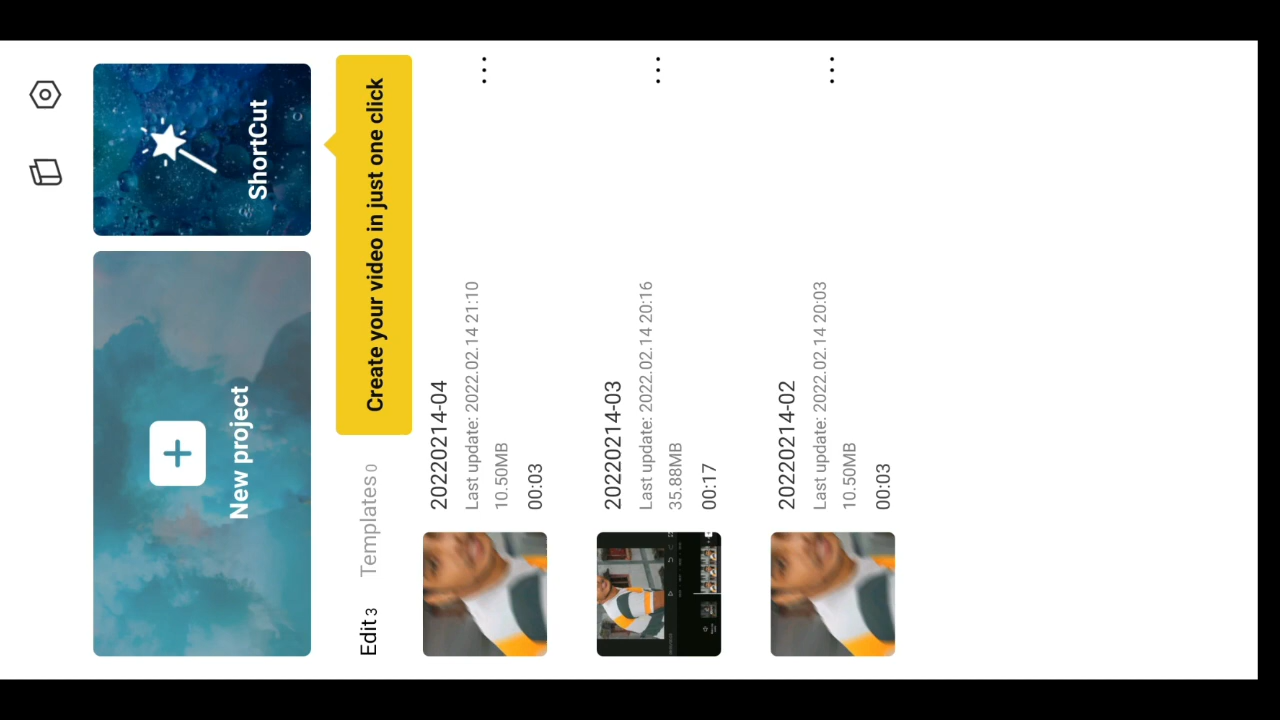 New project
ShortCut
Create your video in just one click
Edit 3
Templates 0
20220214-04
Last update: 2022.02.14 21:10
10.50MB
00:03
20220214-03
Last update: 2022.02.14 20:16
35.88MB
00:17
20220214-02
Last update: 2022.02.14 20:03
10.50MB
00:03